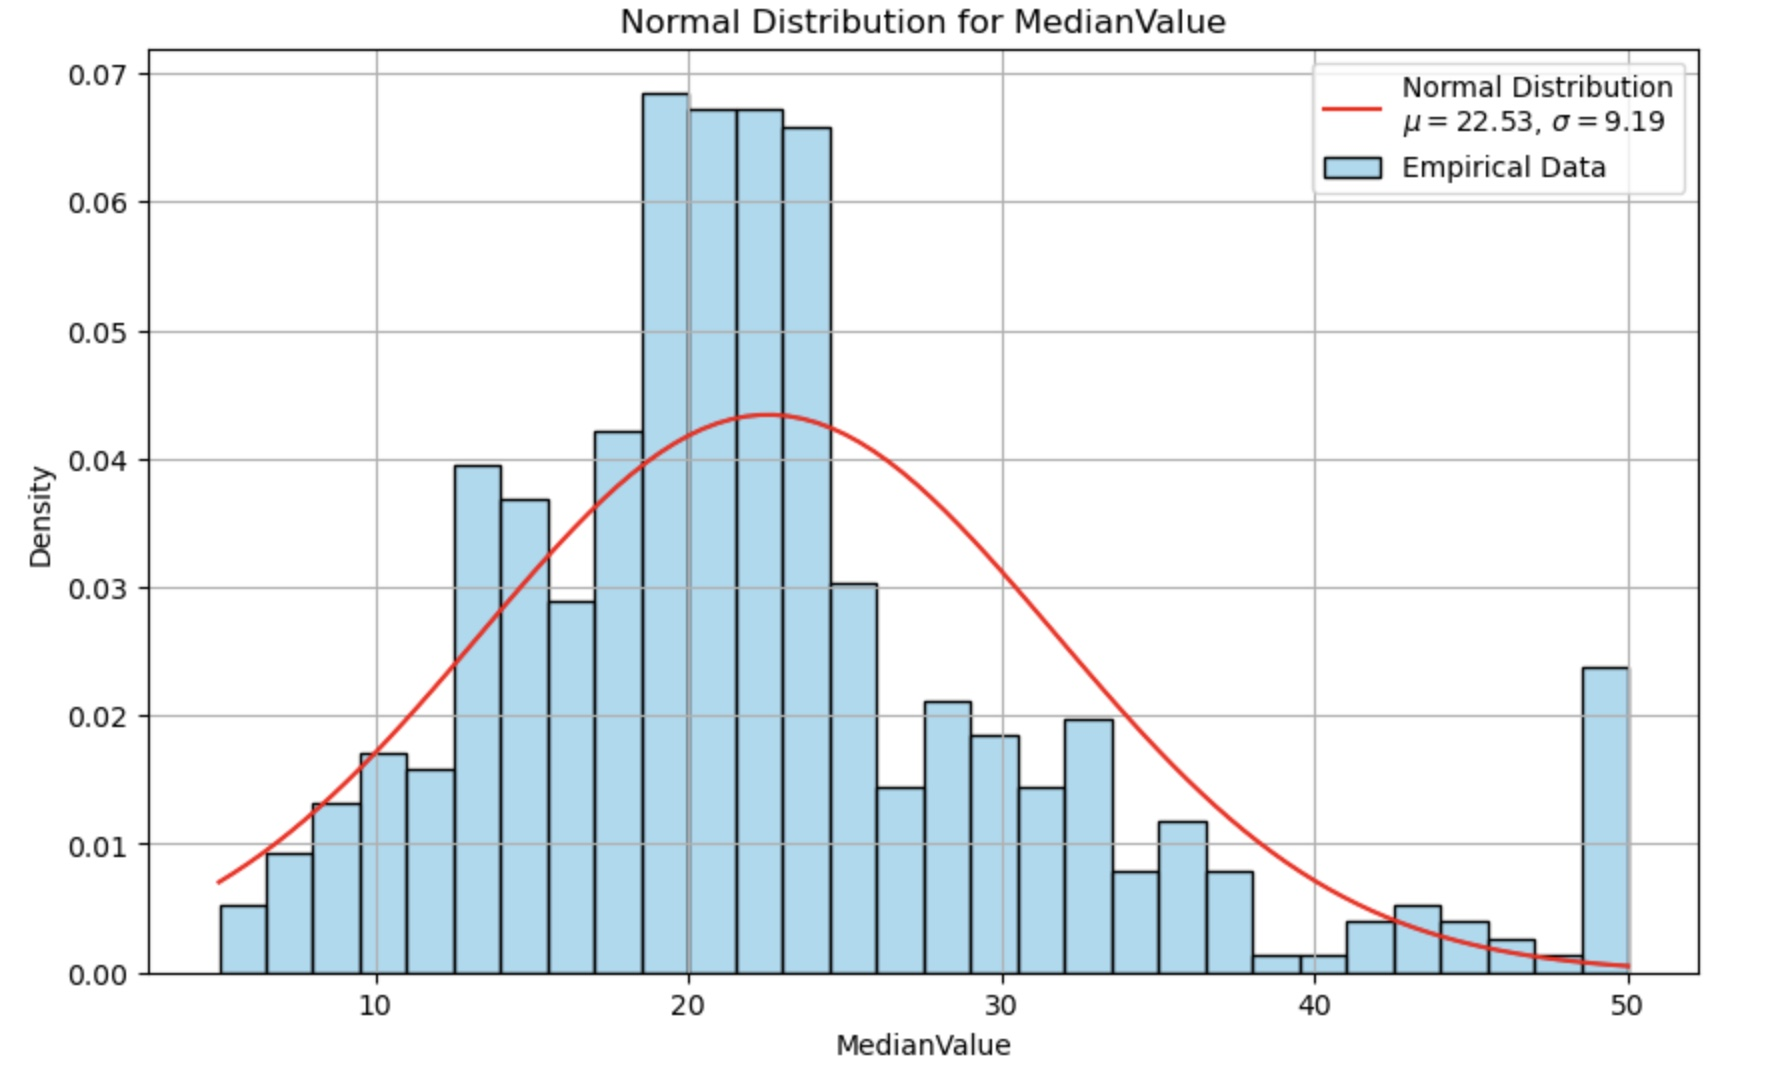 Normal Distribution for MedianValue
Normal Distribution
μ = 22.53, σ = 9.19
Empirical Data
Density
0.07
0.06
0.05
0.04
0.03
0.02
0.01
0.00
10 20 30 40 50
MedianValue